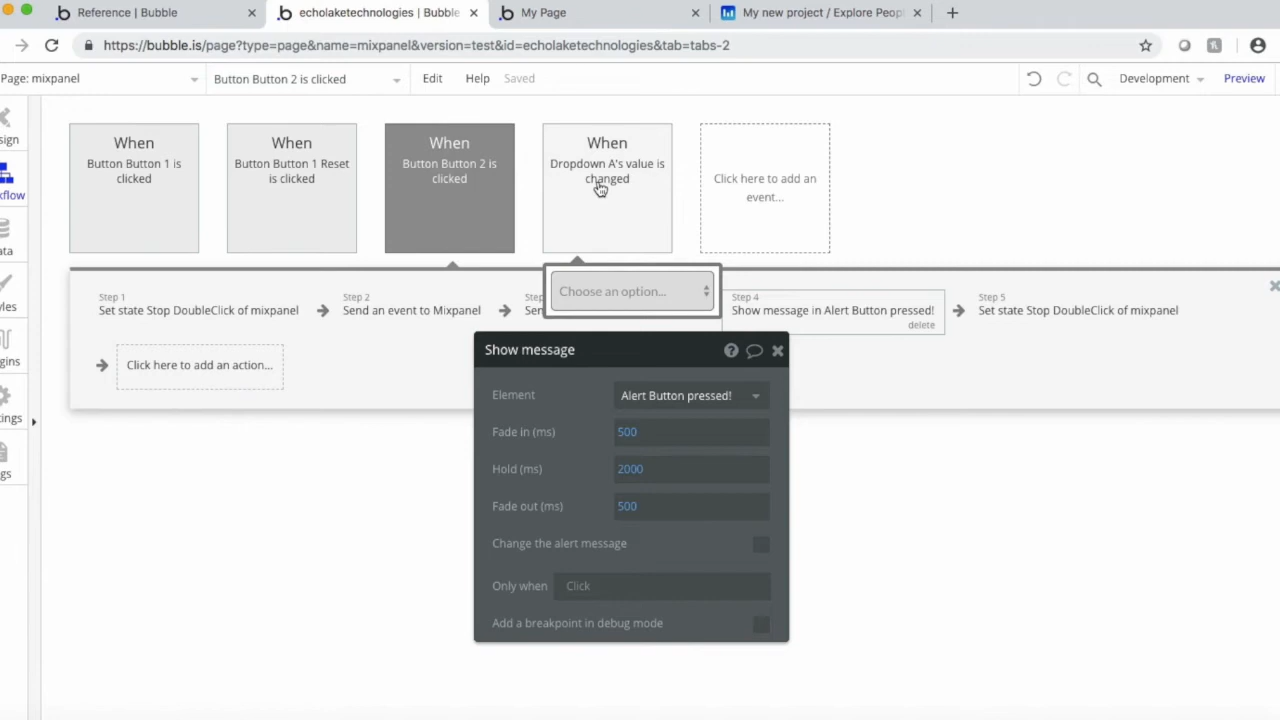 Reference | Bubble
echolaketechnologies | Bubble
My Page
My new project / Explore Peop
https://bubble.is/page?type=page&name=mixpanel&version=test&id=echolaketechnologies&tab=tabs-2
Page: mixpanel
Button Button 2 is clicked
Edit
Help
Saved
Development
Preview
sign
kflow
ata
yles
gins
tings
gs
When
Button Button 1 is
clicked
When
Button Button 1 Reset
is clicked
When
Button Button 2 is
clicked
When
Dropdown A's value is
changed
Click here to add an
event...
Step 1
Set state Stop DoubleClick of mixpanel
Step 2
Send an event to Mixpanel
Step
Sen
Choose an option...
Step 4
Show message in Alert Button pressed!
delete
Step 5
Set state Stop DoubleClick of mixpanel
Click here to add an action...
Show message
Element
Alert Button pressed!
Fade in (ms)
500
Hold (ms)
2000
Fade out (ms)
500
Change the alert message
Only when
Click
Add a breakpoint in debug mode